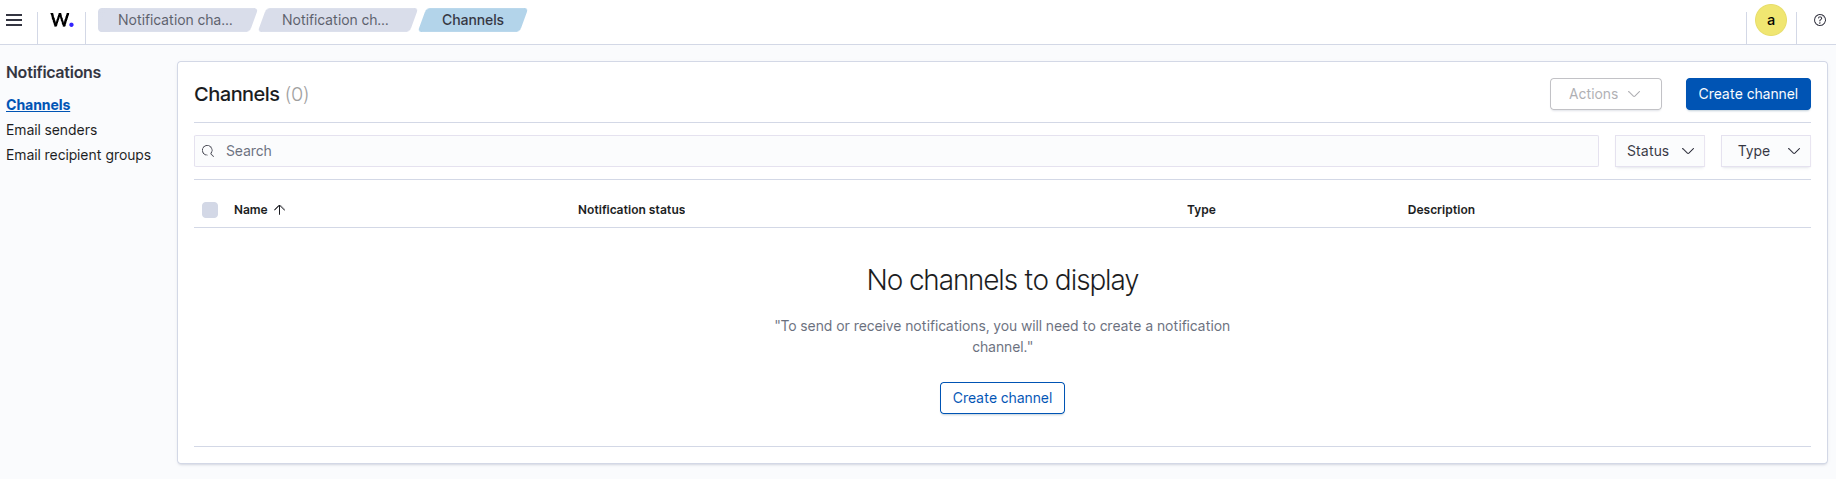 W. Notification cha... Notification ch... Channels a
Notifications
Channels
Email senders
Email recipient groups
Channels (0) Actions Create channel
Search Status Type
Name Notification status Type Description
No channels to display
"To send or receive notifications, you will need to create a notification
channel."
Create channel